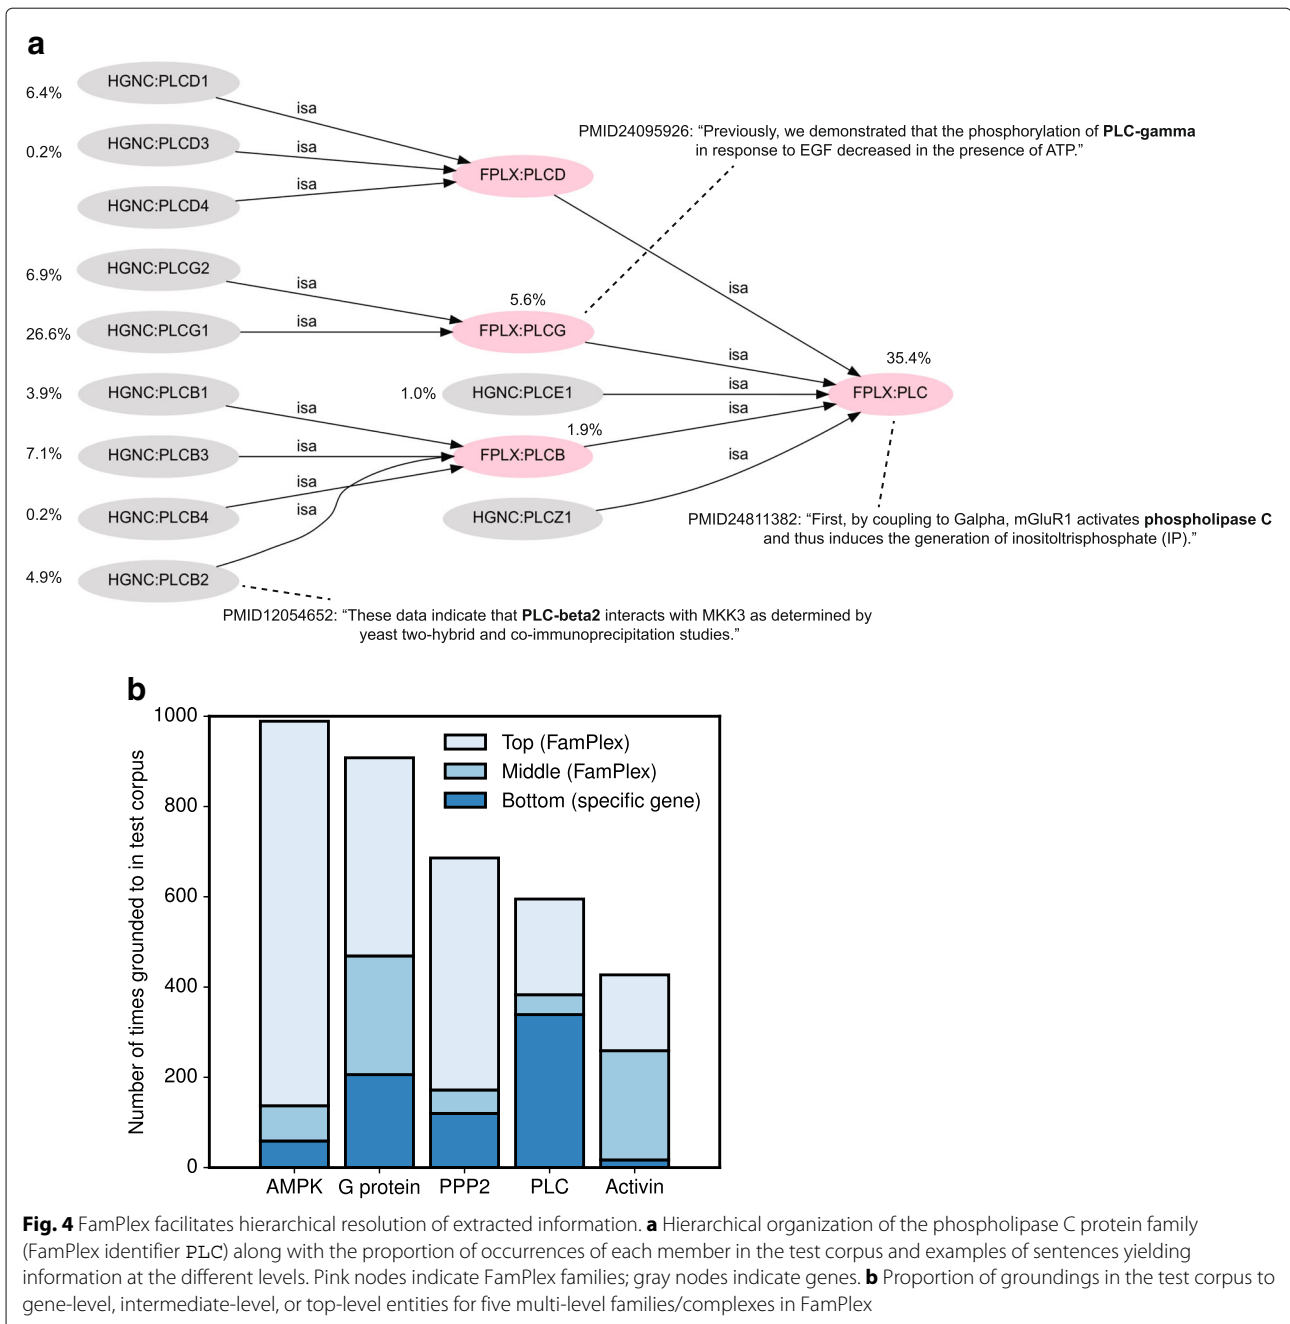 a
HGNC:PLCD1
6.4%
isa
HGNC:PLCD3
0.2%
isa
HGNC:PLCD4
isa
FPLX:PLCD
PMID24095926: “Previously, we demonstrated that the phosphorylation of PLC-gamma
in response to EGF decreased in the presence of ATP.”
HGNC:PLCG2
6.9%
isa
HGNC:PLCG1
26.6%
isa
5.6%
FPLX:PLCG
isa
isa
35.4%
HGNC:PLCB1
3.9%
isa
1.0%
HGNC:PLCE1
isa
FPLX:PLC
isa
HGNC:PLCB3
7.1%
isa
1.9%
FPLX:PLCB
isa
HGNC:PLCB4
0.2%
isa
isa
HGNC:PLCZ1
HGNC:PLCB2
4.9%
PMID24811382: “First, by coupling to Galpha, mGluR1 activates phospholipase C
and thus induces the generation of inositoltrisphosphate (IP).”
PMID12054652: “These data indicate that PLC-beta2 interacts with MKK3 as determined by
yeast two-hybrid and co-immunoprecipitation studies.”
b
Number of times grounded to in test corpus
1000
800
600
400
200
0
Top (FamPlex)
Middle (FamPlex)
Bottom (specific gene)
AMPK G protein PPP2 PLC Activin
Fig. 4 FamPlex facilitates hierarchical resolution of extracted information. a Hierarchical organization of the phospholipase C protein family
(FamPlex identifier PLC) along with the proportion of occurrences of each member in the test corpus and examples of sentences yielding
information at the different levels. Pink nodes indicate FamPlex families; gray nodes indicate genes. b Proportion of groundings in the test corpus to
gene-level, intermediate-level, or top-level entities for five multi-level families/complexes in FamPlex